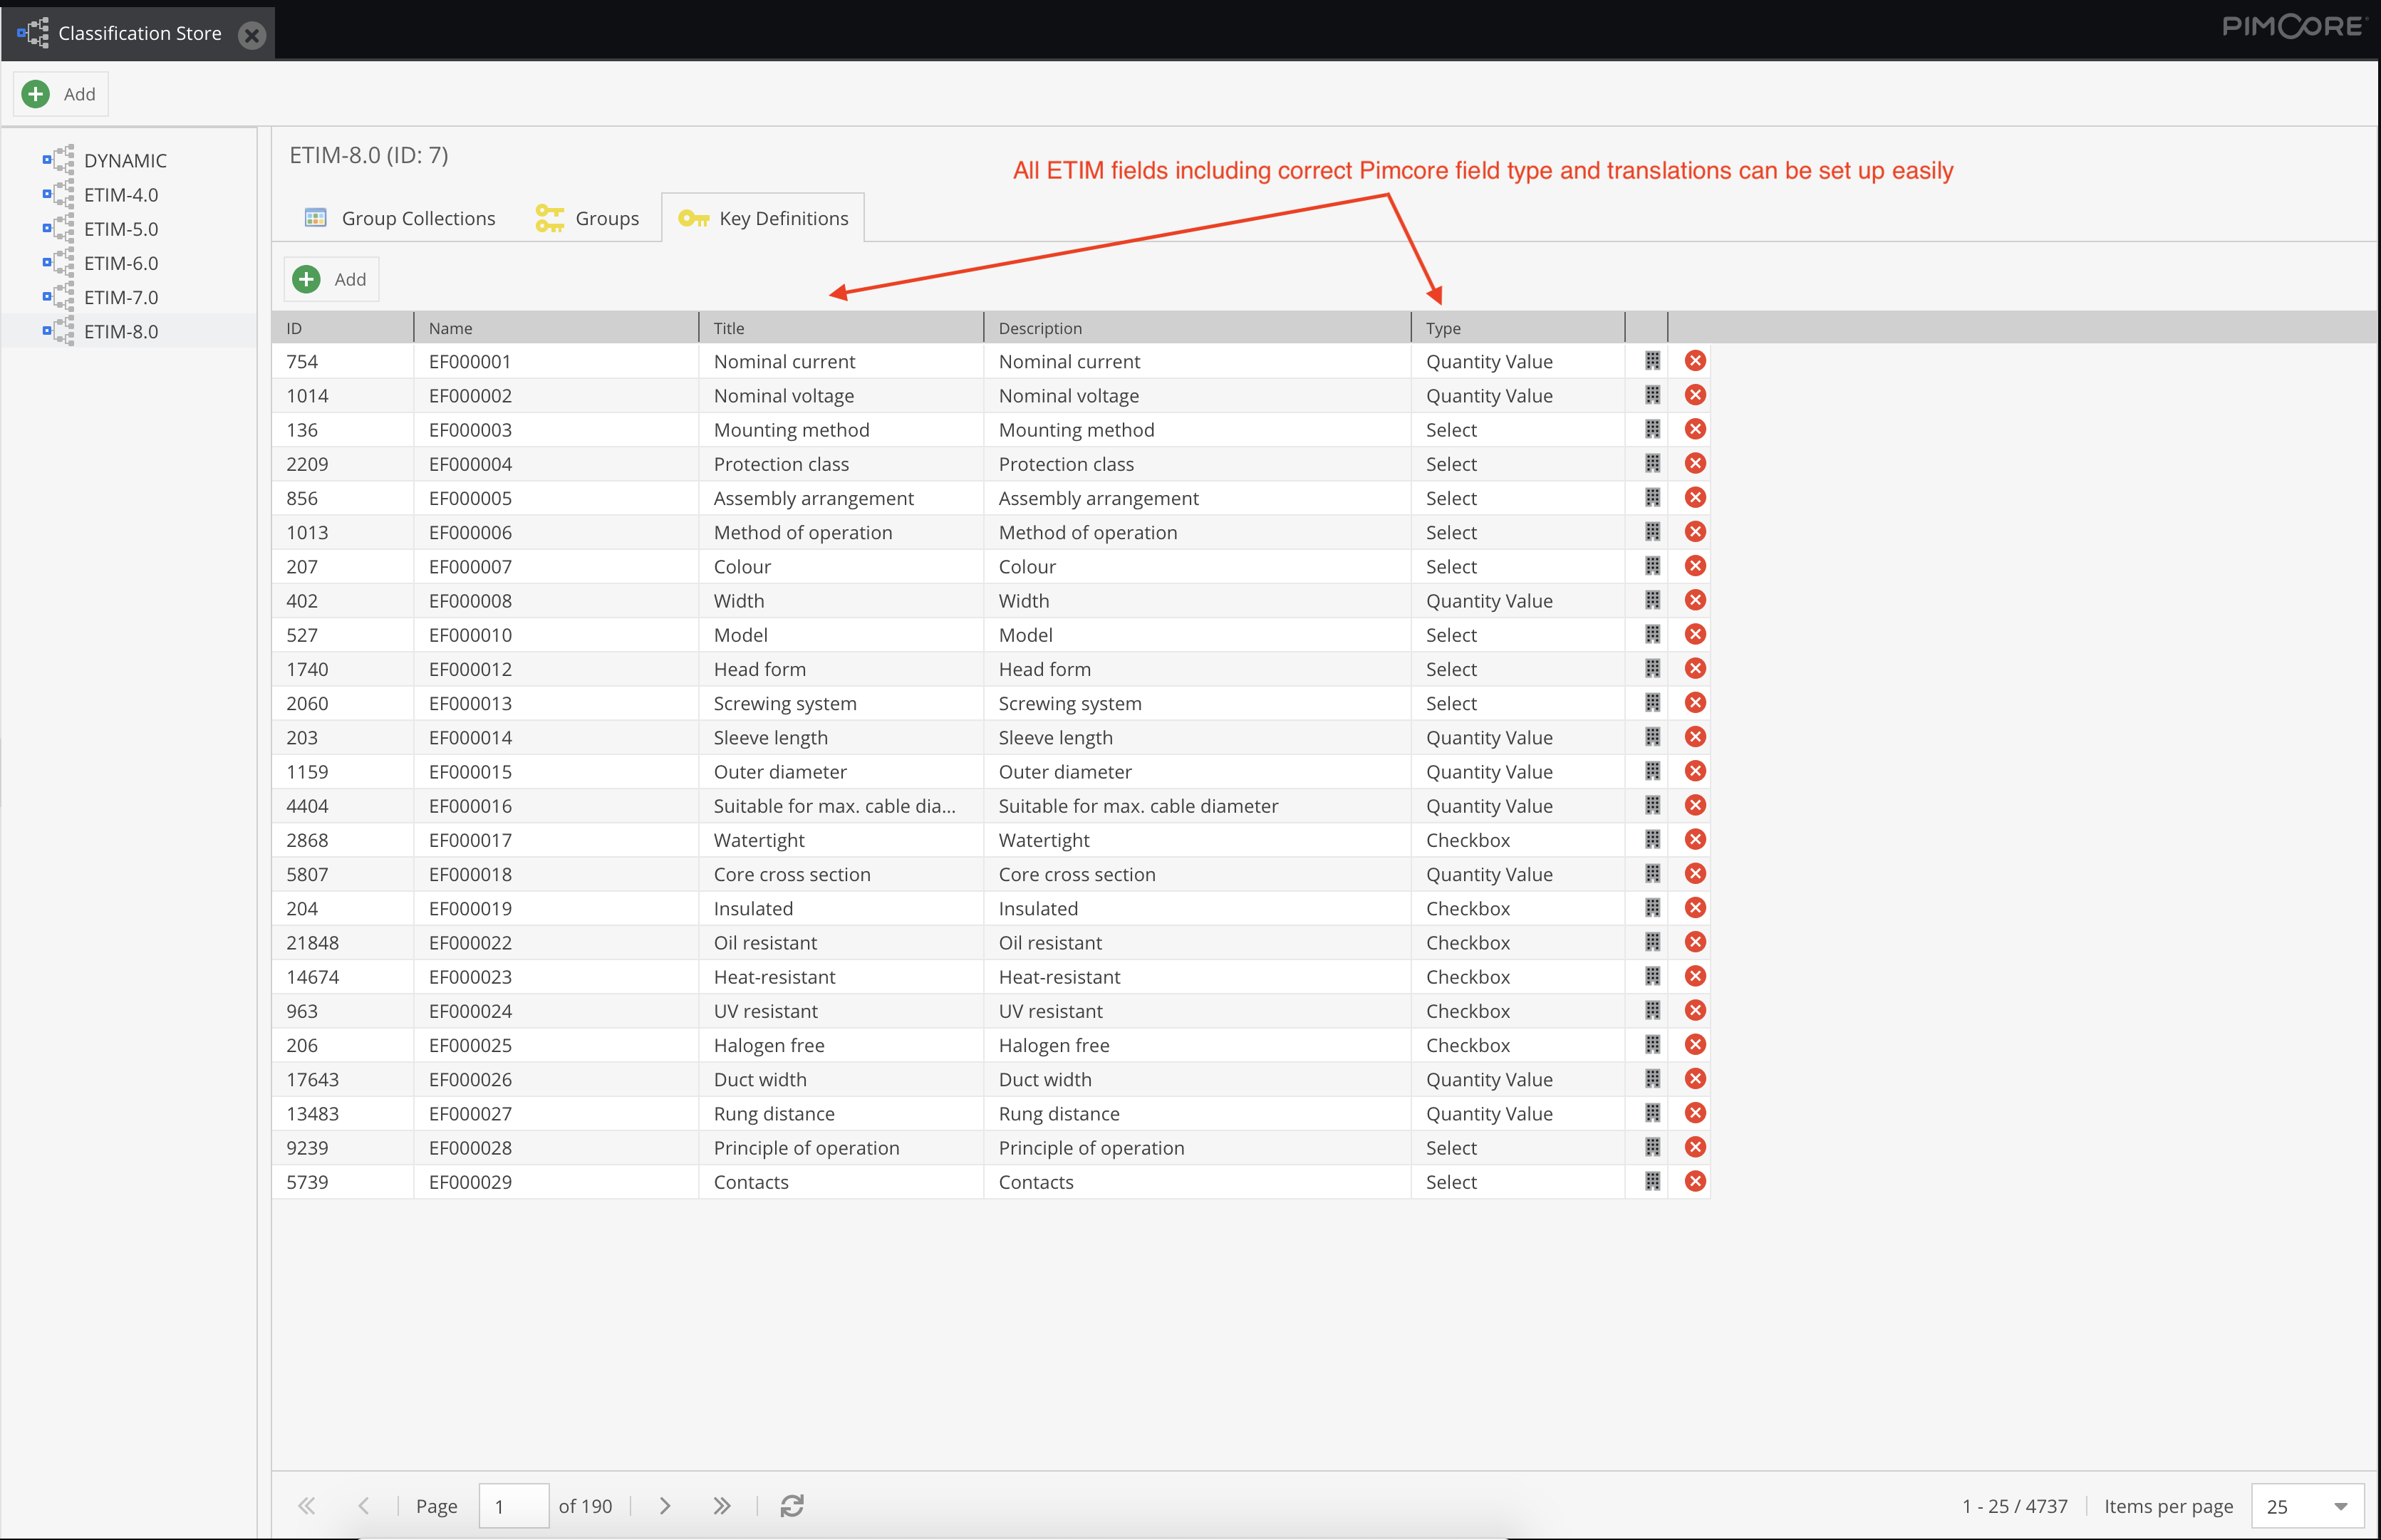 Classification Store
PIMCORE
Add
DYNAMIC
ETIM-4.0
ETIM-5.0
ETIM-6.0
ETIM-7.0
ETIM-8.0
ETIM-8.0 (ID: 7)
All ETIM fields including correct Pimcore field type and translations can be set up easily
Group Collections Groups Key Definitions
Add
ID Name Title Description Type
754 EF000001 Nominal current Nominal current Quantity Value
1014 EF000002 Nominal voltage Nominal voltage Quantity Value
136 EF000003 Mounting method Mounting method Select
2209 EF000004 Protection class Protection class Select
856 EF000005 Assembly arrangement Assembly arrangement Select
1013 EF000006 Method of operation Method of operation Select
207 EF000007 Colour Colour Select
402 EF000008 Width Width Quantity Value
527 EF000010 Model Model Select
1740 EF000012 Head form Head form Select
2060 EF000013 Screwing system Screwing system Select
203 EF000014 Sleeve length Sleeve length Quantity Value
1159 EF000015 Outer diameter Outer diameter Quantity Value
4404 EF000016 Suitable for max. cable dia... Suitable for max. cable diameter Quantity Value
2868 EF000017 Watertight Watertight Checkbox
5807 EF000018 Core cross section Core cross section Quantity Value
204 EF000019 Insulated Insulated Checkbox
21848 EF000022 Oil resistant Oil resistant Checkbox
14674 EF000023 Heat-resistant Heat-resistant Checkbox
963 EF000024 UV resistant UV resistant Checkbox
206 EF000025 Halogen free Halogen free Checkbox
17643 EF000026 Duct width Duct width Quantity Value
13483 EF000027 Rung distance Rung distance Quantity Value
9239 EF000028 Principle of operation Principle of operation Select
5739 EF000029 Contacts Contacts Select
Page 1 of 190
1 - 25 / 4737 Items per page 25